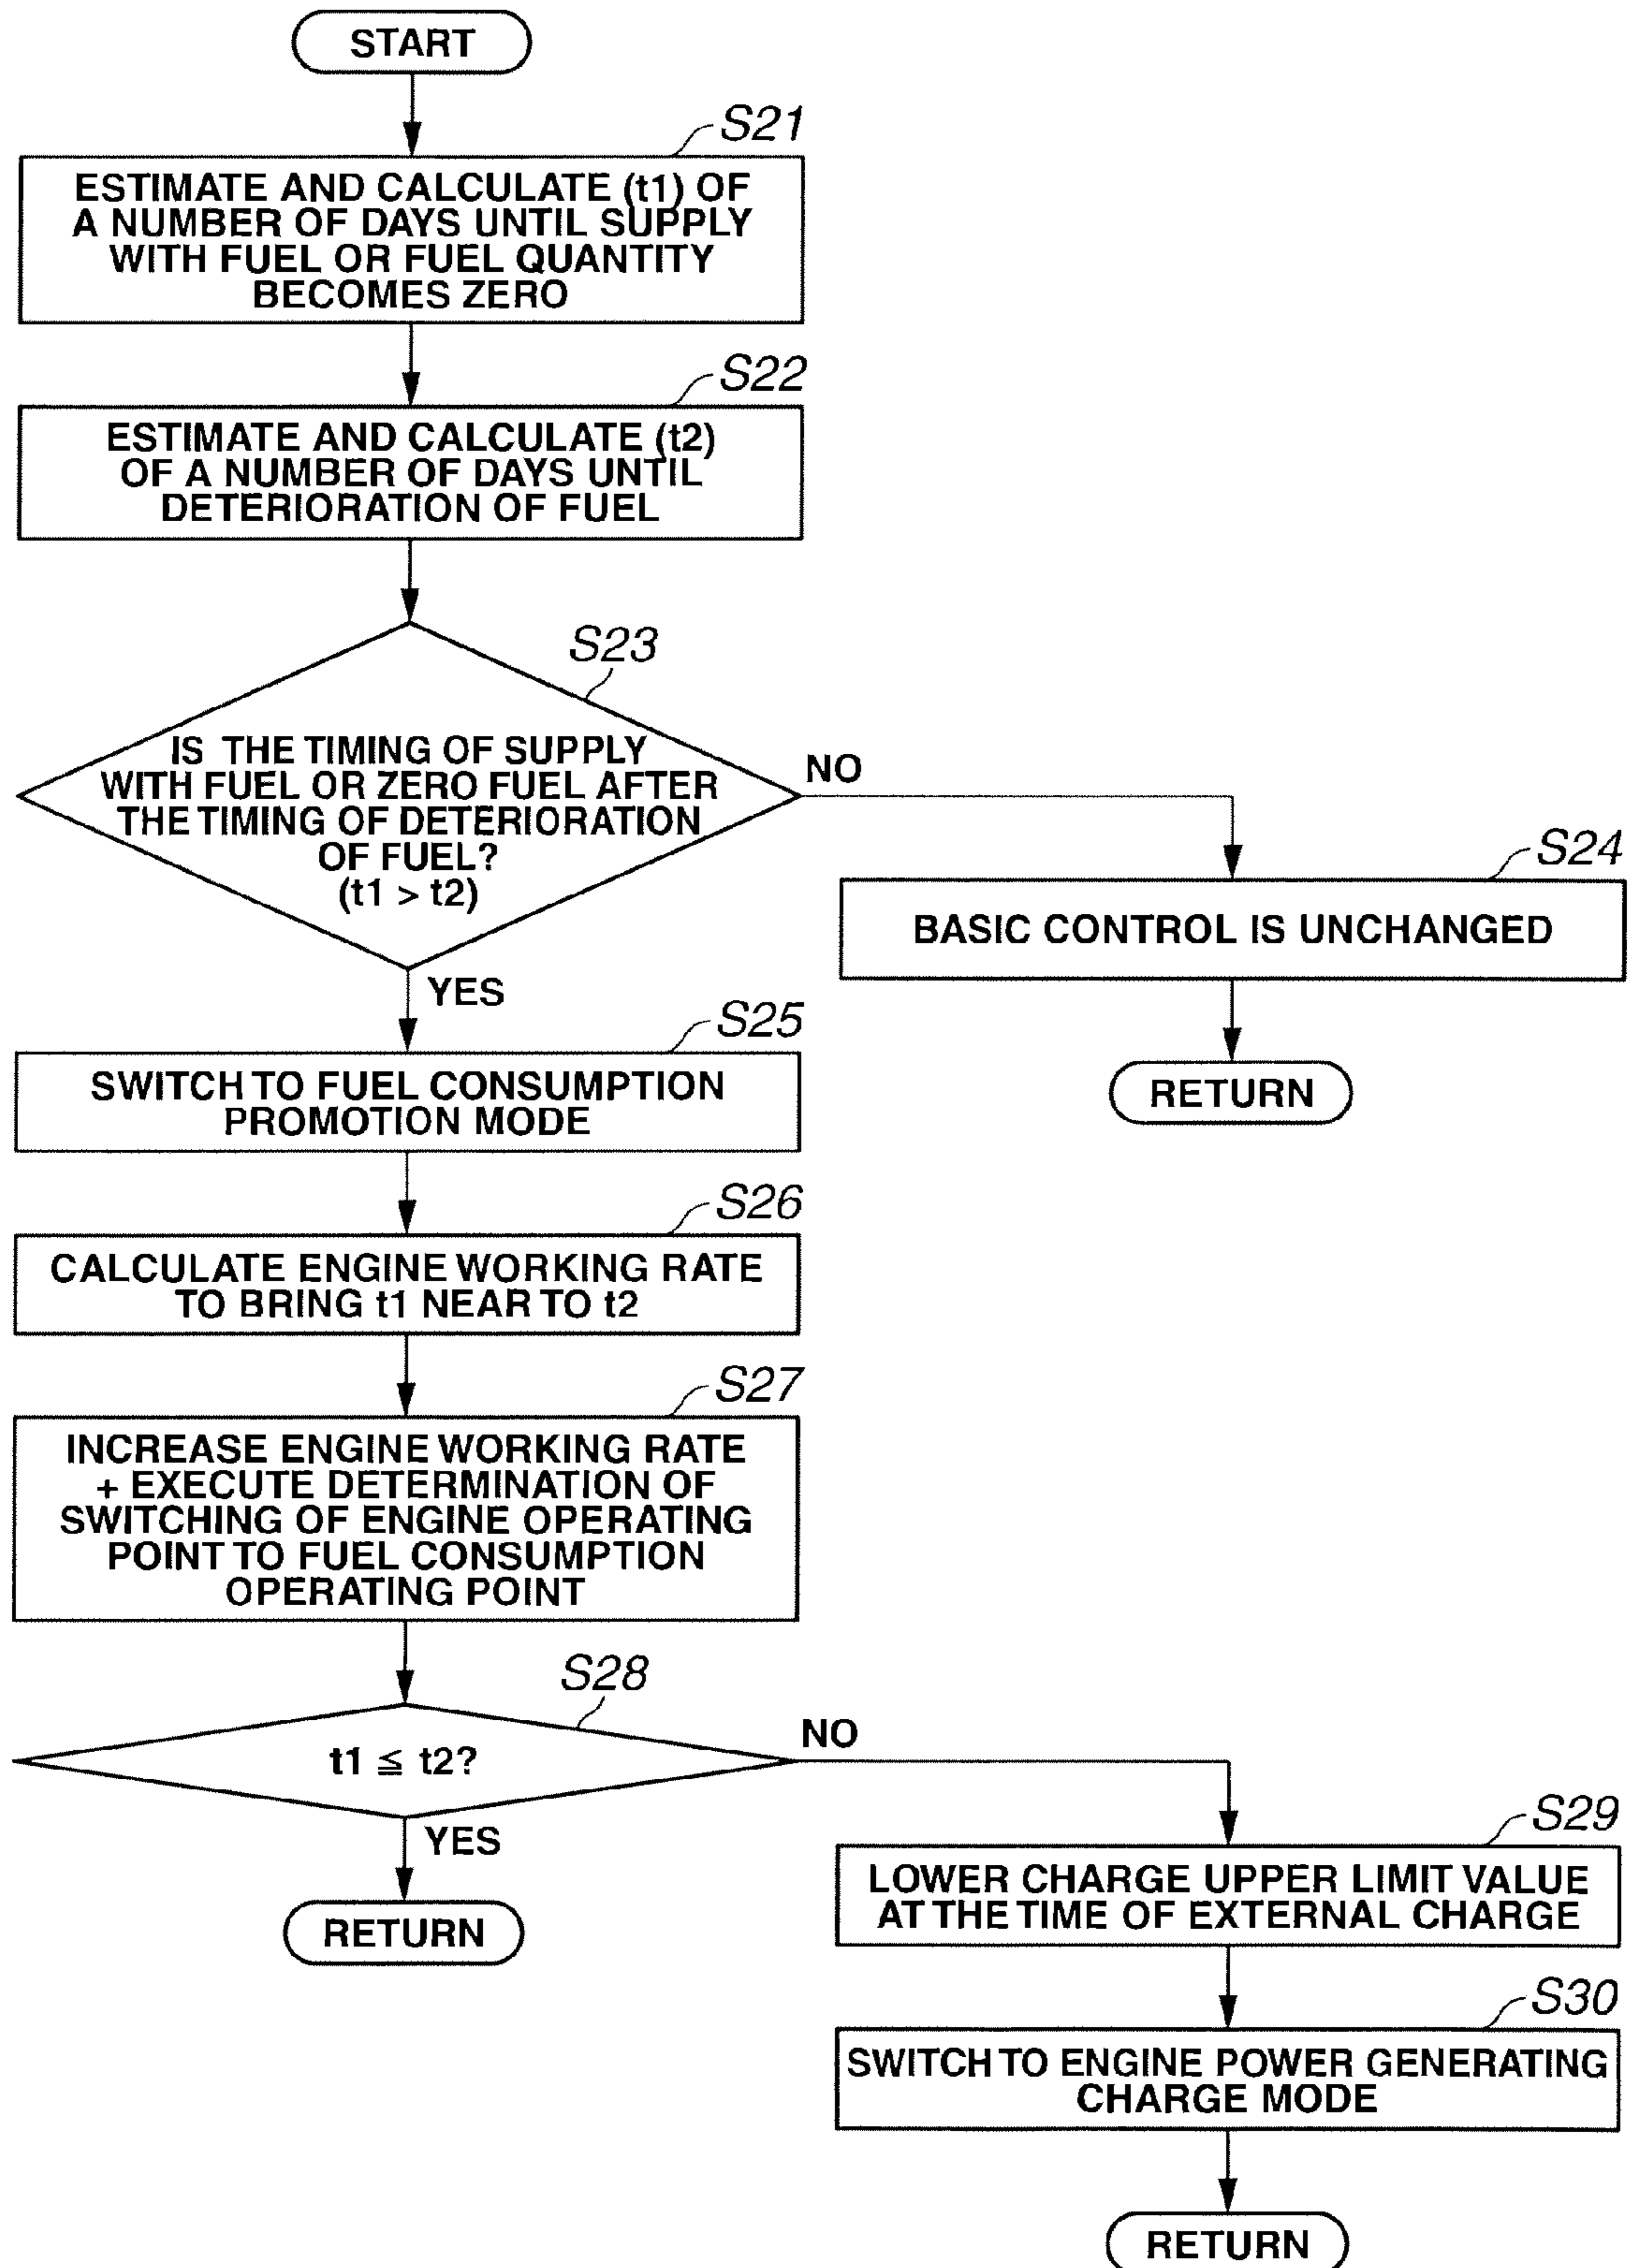 START
S21
ESTIMATE AND CALCULATE (t1) OF
A NUMBER OF DAYS UNTIL SUPPLY
WITH FUEL OR FUEL QUANTITY
BECOMES ZERO
S22
ESTIMATE AND CALCULATE (t2)
OF A NUMBER OF DAYS UNTIL
DETERIORATION OF FUEL
S23
IS THE TIMING OF SUPPLY
WITH FUEL OR ZERO FUEL AFTER
THE TIMING OF DETERIORATION
OF FUEL?
(t1 > t2)
NO
S24
BASIC CONTROL IS UNCHANGED
RETURN
YES
S25
SWITCH TO FUEL CONSUMPTION
PROMOTION MODE
S26
CALCULATE ENGINE WORKING RATE
TO BRING t1 NEAR TO t2
S27
INCREASE ENGINE WORKING RATE
+ EXECUTE DETERMINATION OF
SWITCHING OF ENGINE OPERATING
POINT TO FUEL CONSUMPTION
OPERATING POINT
S28
t1 ≦ t2?
NO
YES
RETURN
S29
LOWER CHARGE UPPER LIMIT VALUE
AT THE TIME OF EXTERNAL CHARGE
S30
SWITCH TO ENGINE POWER GENERATING
CHARGE MODE
RETURN